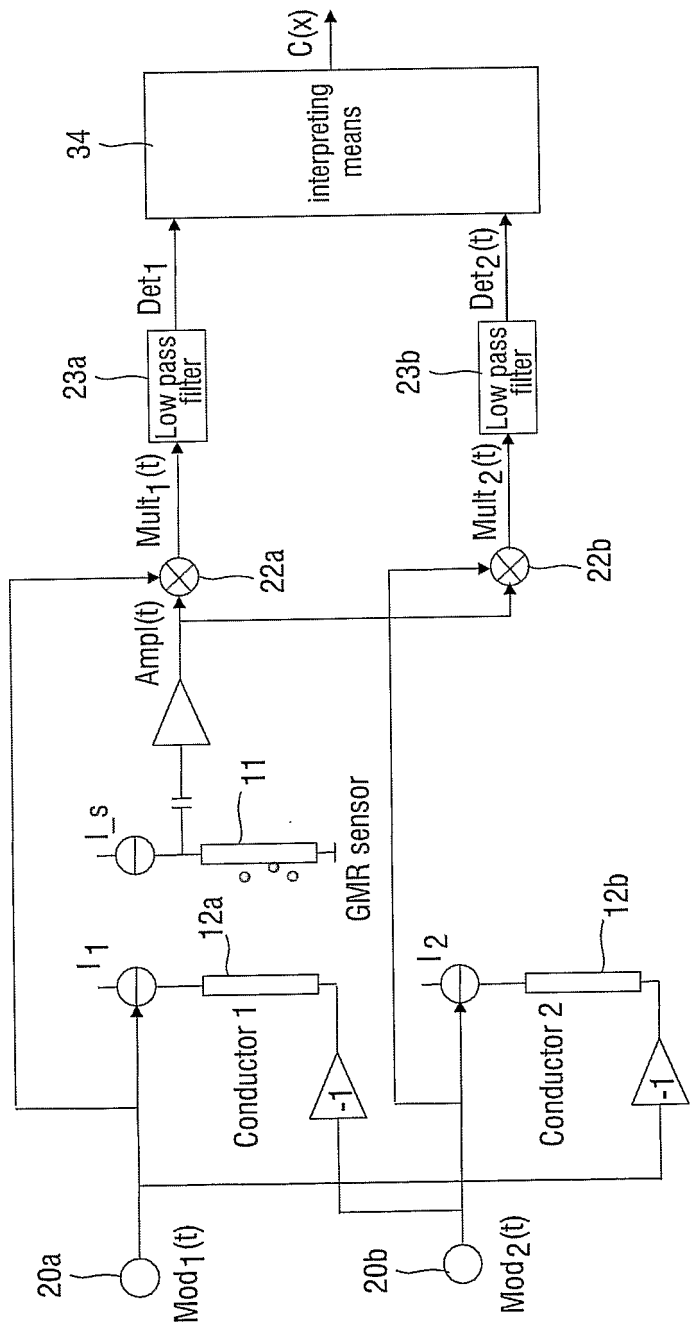 20a
Mod1(t)
I1
12a
Conductor 1
-1
I_s
11
GMR sensor
Ampl(t)
22a
Mult1(t)
23a
Low pass
filter
Det1
34
interpreting
means
C(x)
20b
Mod2(t)
I2
12b
Conductor 2
-1
22b
Mult2(t)
23b
Low pass
filter
Det2(t)